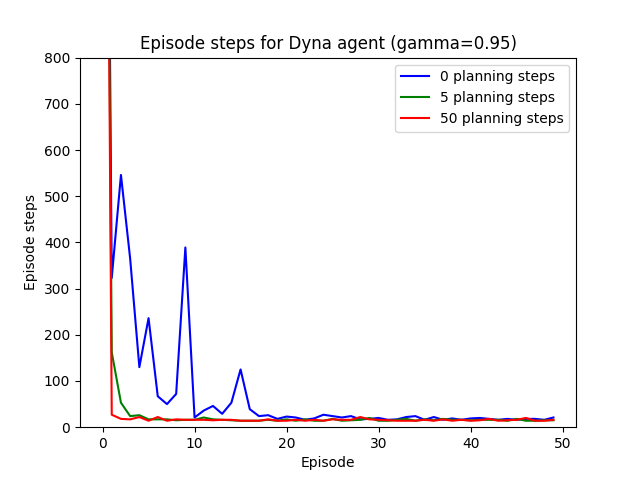 Episode steps for Dyna agent (gamma=0.95)
800
700
600
500
400
300
200
100
0
Episode steps
0 planning steps
5 planning steps
50 planning steps
0
10
20
30
40
50
Episode